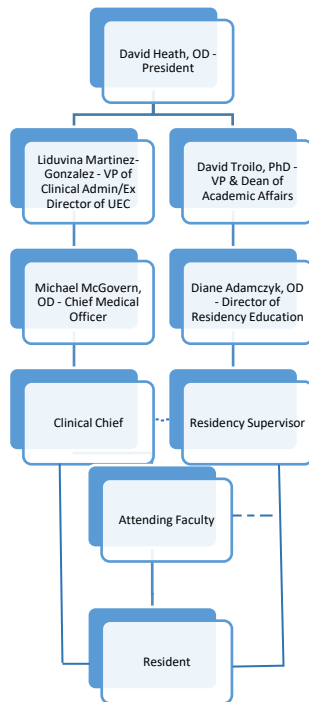 David Heath, OD -
President
Liduvina Martinez-
Gonzalez - VP of
Clinical Admin/Ex
Director of UEC
David Troilo, PhD -
VP & Dean of
Academic Affairs
Michael McGovern,
OD - Chief Medical
Officer
Diane Adamczyk, OD
- Director of
Residency Education
Clinical Chief
Residency Supervisor
Attending Faculty
Resident